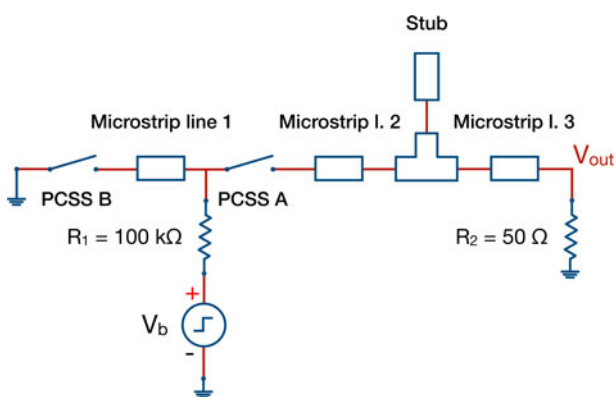 Stub
Microstrip line 1
Microstrip l. 2
Microstrip l. 3
Vout
PCSS B
PCSS A
R1 = 100 kΩ
R2 = 50 Ω
+
Vb
-